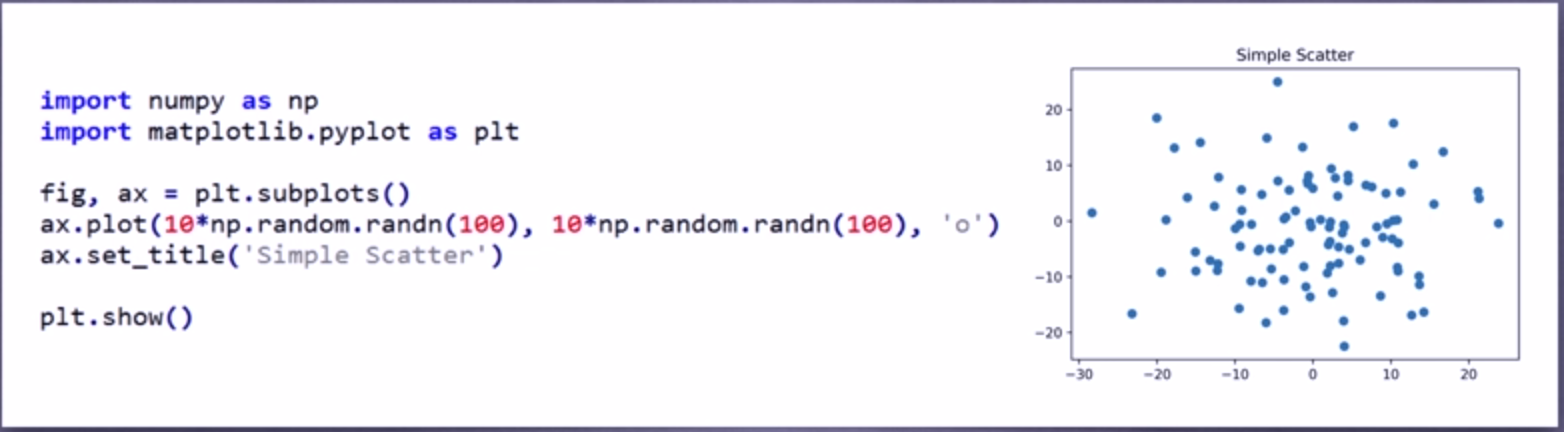 import numpy as np
import matplotlib.pyplot as plt
fig, ax = plt.subplots()
ax.plot(10*np.random.randn(100), 10*np.random.randn(100), 'o')
ax.set_title('Simple Scatter')
plt.show()
Simple Scatter
20
10
0
−10
−20
−30 −20 −10 0 10 20